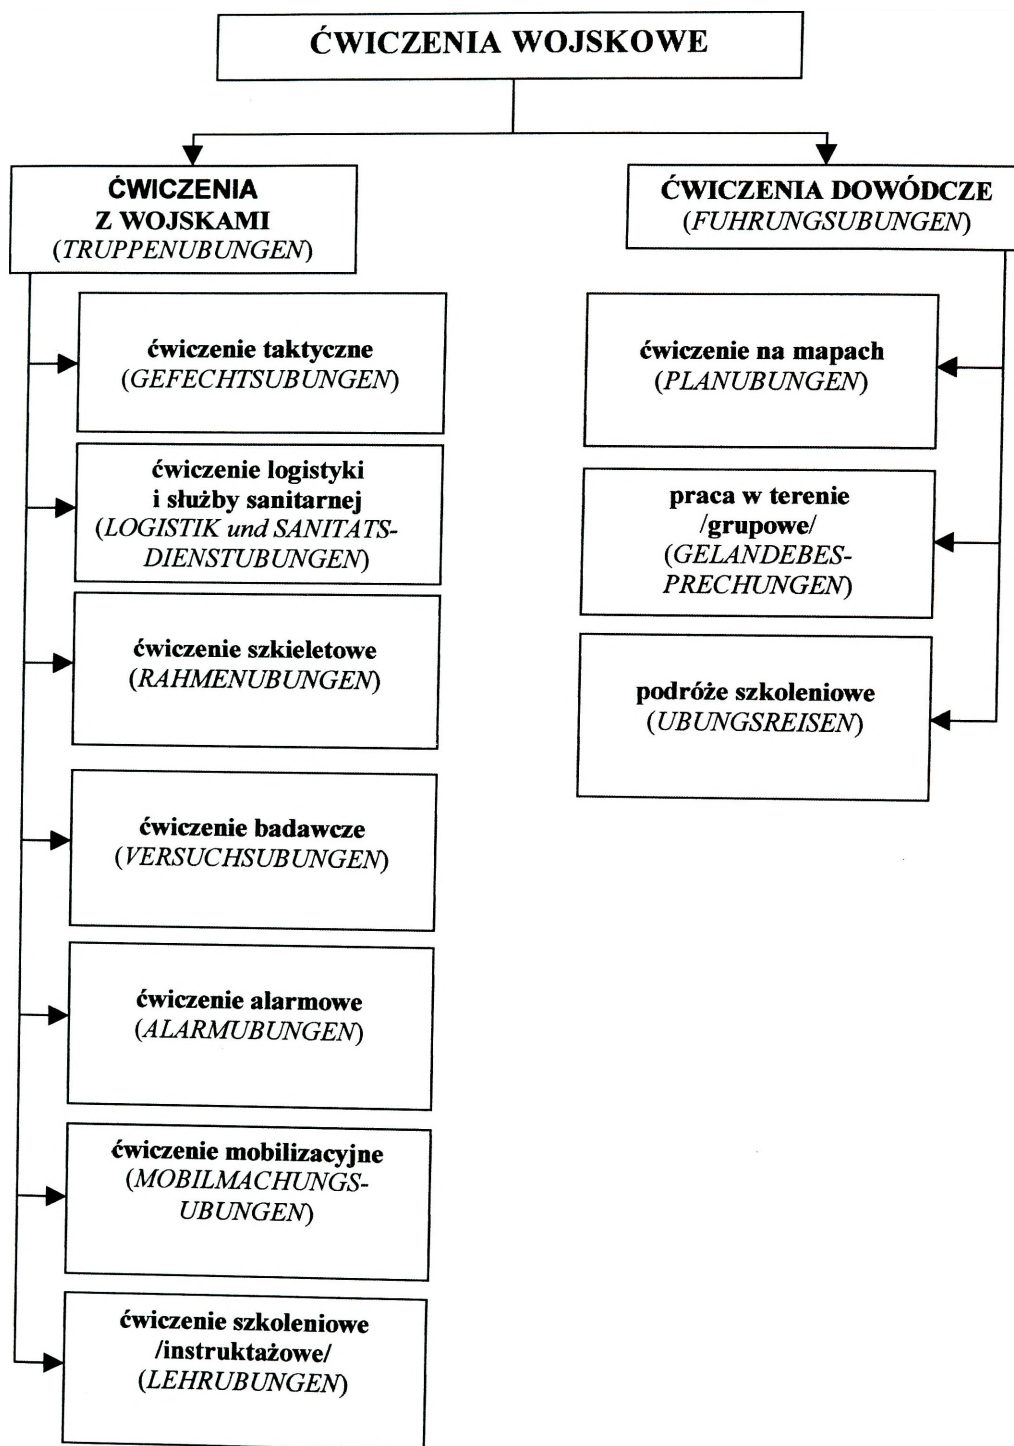 ĆWICZENIA WOJSKOWE
ĆWICZENIA
Z WOJSKAMI
(TRUPPENUBUNGEN)
ćwiczenie taktyczne
(GEFECHTSUBUNGEN)
ćwiczenie logistyki
i służby sanitarnej
(LOGISTIK und SANITATS-
DIENSTUBUNGEN)
ćwiczenie szkieletowe
(RAHMENUBUNGEN)
ćwiczenie badawcze
(VERSUCHSUBUNGEN)
ćwiczenie alarmowe
(ALARMUBUNGEN)
ćwiczenie mobilizacyjne
(MOBILMACHUNGS-
UBUNGEN)
ćwiczenie szkoleniowe
/instruktażowe/
(LEHRUBUNGEN)
ĆWICZENIA DOWÓDCZE
(FUHRUNGSUBUNGEN)
ćwiczenie na mapach
(PLANUBUNGEN)
praca w terenie
/grupowe/
(GELANDEBES-
PRECHUNGEN)
podróże szkoleniowe
(UBUNGSREISEN)